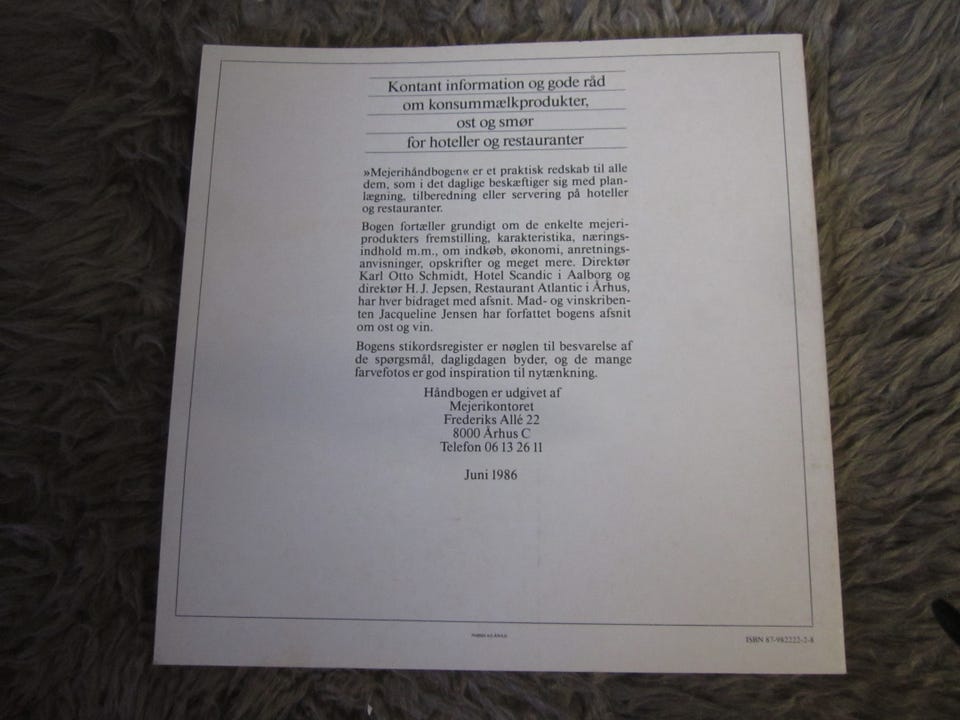 Kontant information og gode råd
om konsummælkprodukter,
ost og smør
for hoteller og restauranter
»Mejerihåndbogen« er et praktisk redskab til alle
dem, som i det daglige beskæftiger sig med plan-
lægning, tilberedning eller servering på hoteller
og restauranter.
Bogen fortæller grundigt om de enkelte mejeri-
produkters fremstilling, karakteristika, nærings-
indhold m.m., om indkøb, økonomi, anretnings-
anvisninger, opskrifter og meget mere. Direktør
Karl Otto Schmidt, Hotel Scandic i Aalborg og
direktør H. J. Jepsen, Restaurant Atlantic i Århus,
har hver bidraget med afsnit. Mad- og vinskriben-
ten Jacqueline Jensen har forfattet bogens afsnit
om ost og vin.
Bogens stikordsregister er nøglen til besvarelse af
de spørgsmål, dagligdagen byder, og de mange
farvefotos er god inspiration til nytænkning.
Håndbogen er udgivet af
Mejerikontoret
Frederiks Allé 22
8000 Århus C
Telefon 06 13 26 11
Juni 1986
ISBN 87-982222-2-8